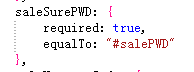 saleSurePWD: {
required: true,
equalTo: "#salePWD"
},